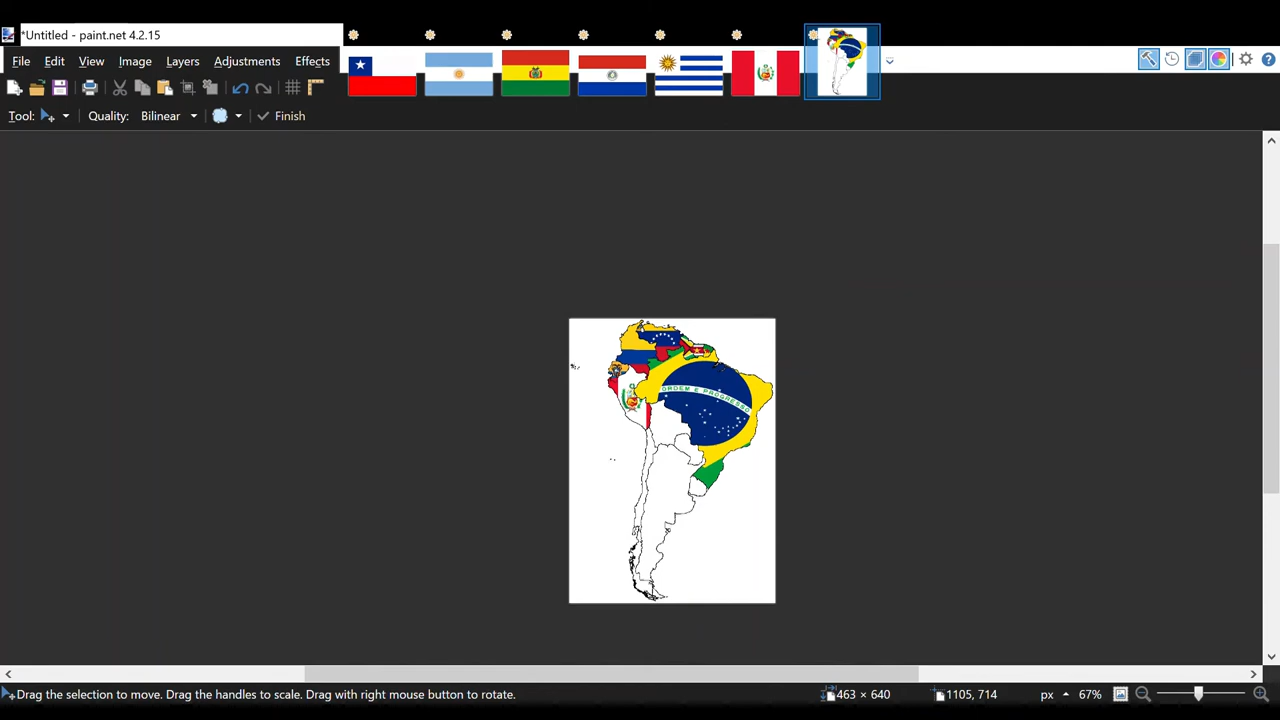 *Untitled - paint.net 4.2.15
File Edit View Image Layers Adjustments Effects
Tool: Quality: Bilinear Finish
ORDEM E PROGRESSO
Drag the selection to move. Drag the handles to scale. Drag with right mouse button to rotate. 463 × 640 1105, 714 px 67%